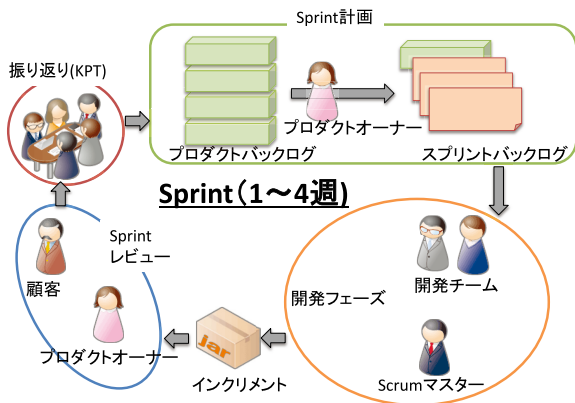 Sprint計画
振り返り(KPT)
プロダクトオーナー
プロダクトバックログ
スプリントバックログ
Sprint(1～4週)
Sprint
レビュー
顧客
開発チーム
開発フェーズ
プロダクトオーナー
Jar
インクリメント
Scrumマスター